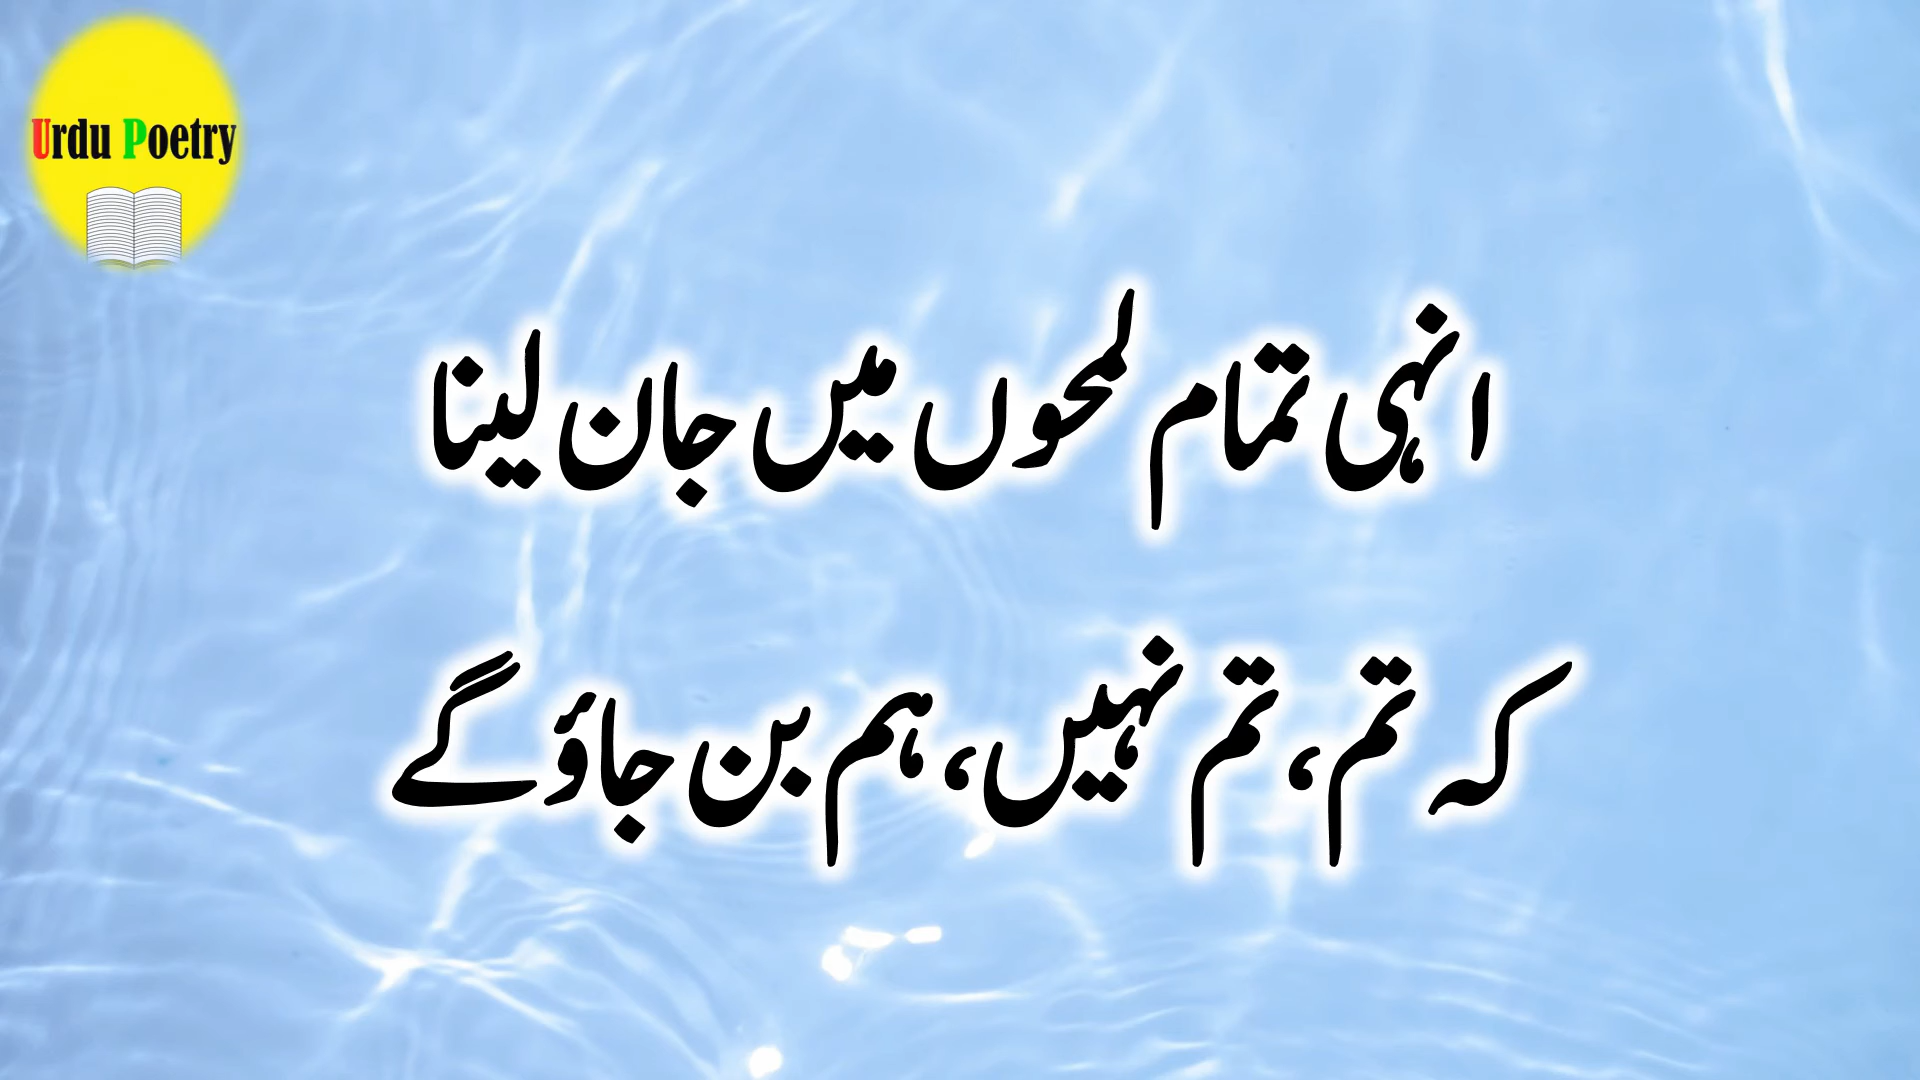 Urdu Poetry
انہی تمام لمحوں میں جان لینا
کہ تم، تم نہیں، ہم بن جاؤ گے